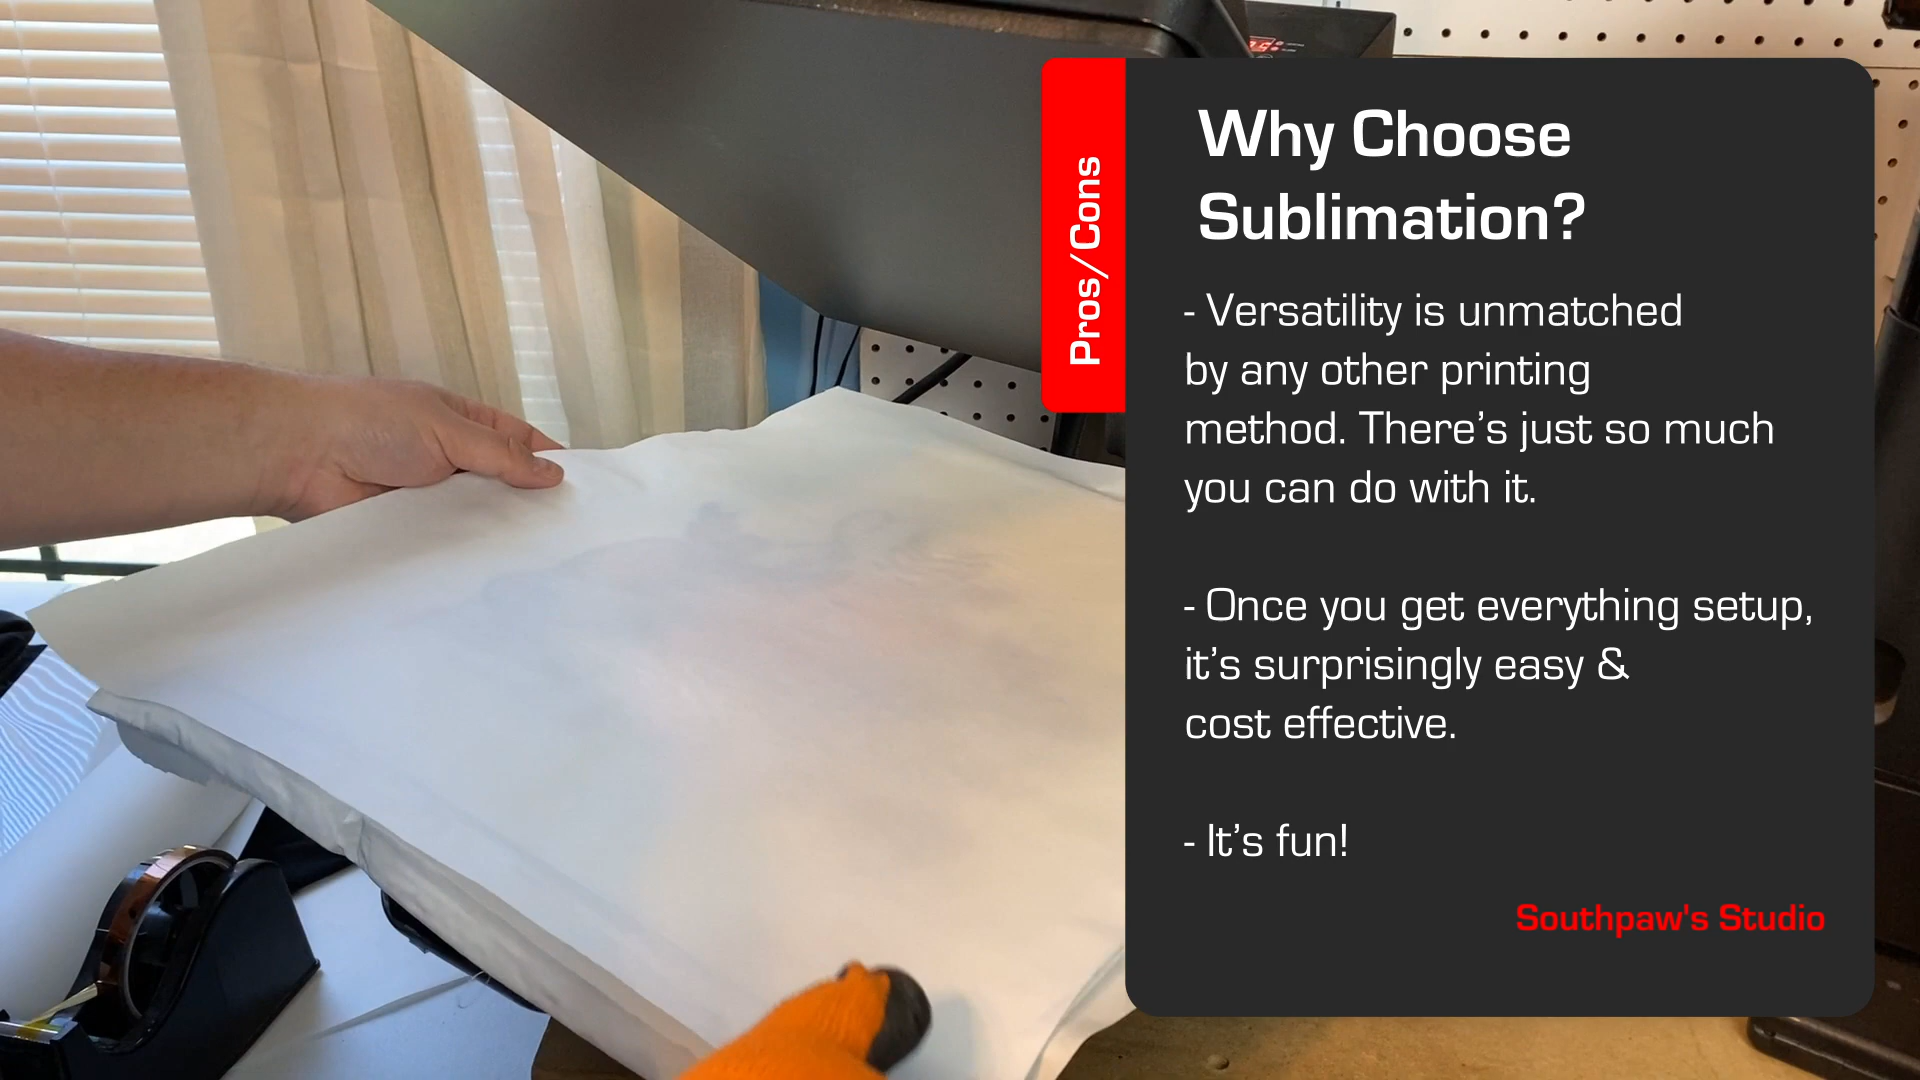 Pros/Cons
Why Choose
Sublimation?
- Versatility is unmatched
by any other printing
method. There's just so much
you can do with it.
- Once you get everything setup,
it's surprisingly easy &
cost effective.
- It's fun!
Southpaw's Studio